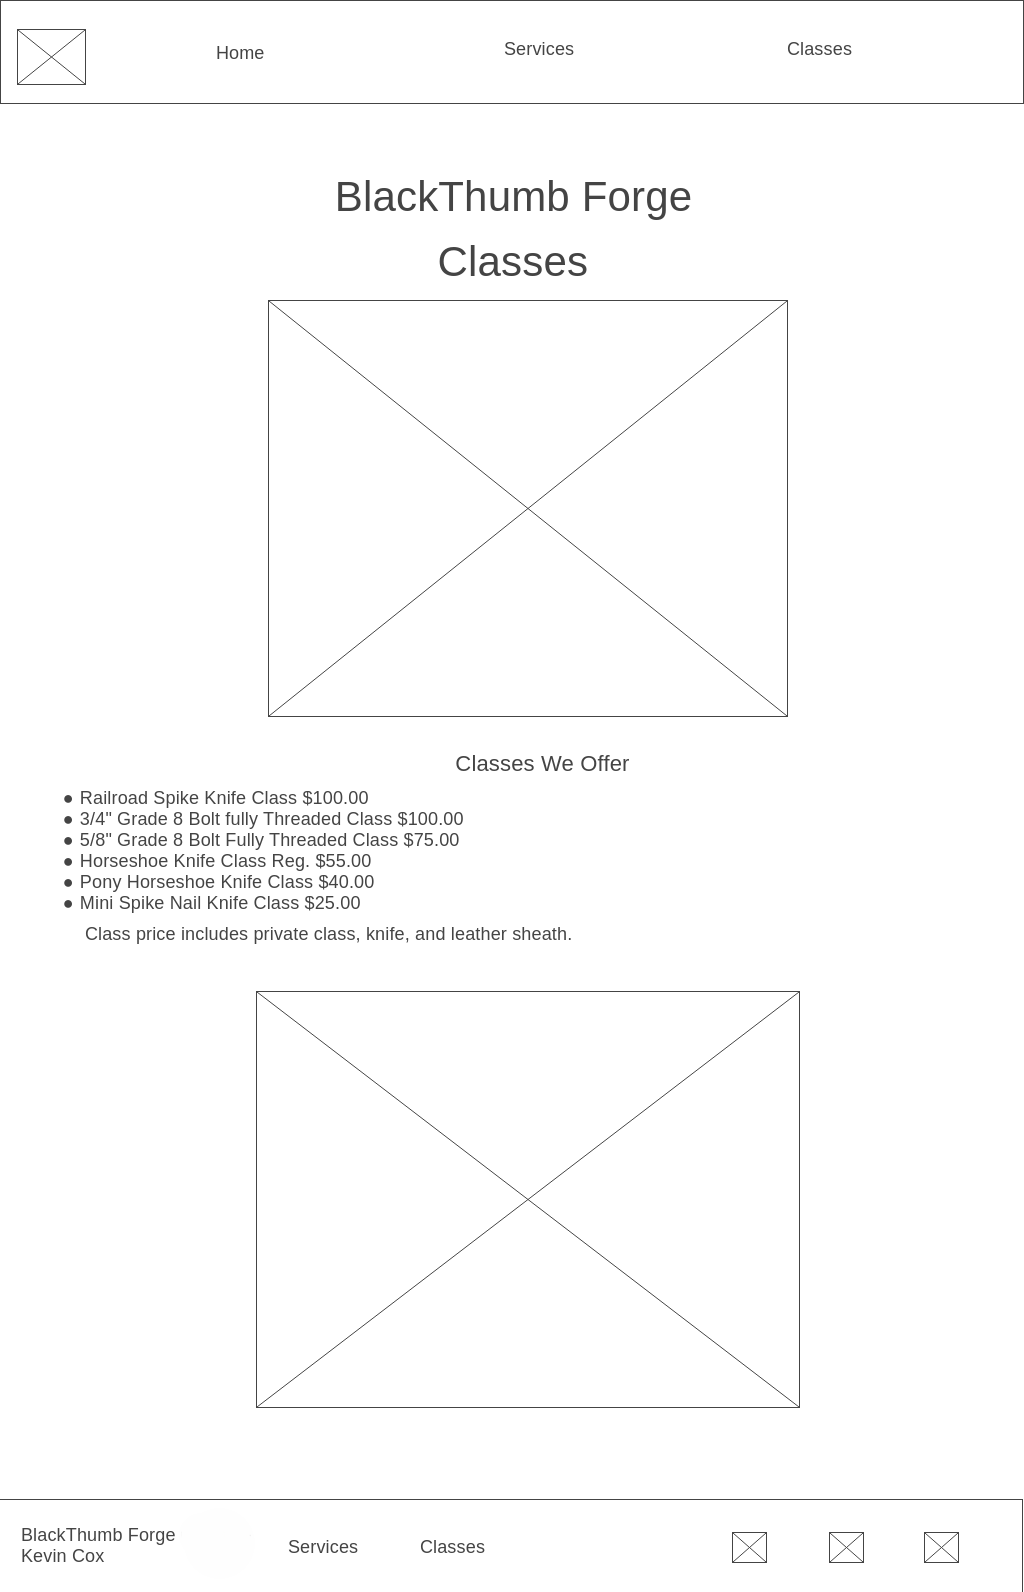 Home Services Classes
BlackThumb Forge
Classes
Classes We Offer
● Railroad Spike Knife Class $100.00
● 3/4" Grade 8 Bolt fully Threaded Class $100.00
● 5/8" Grade 8 Bolt Fully Threaded Class $75.00
● Horseshoe Knife Class Reg. $55.00
● Pony Horseshoe Knife Class $40.00
● Mini Spike Nail Knife Class $25.00
Class price includes private class, knife, and leather sheath.
BlackThumb Forge
Kevin Cox
Services Classes